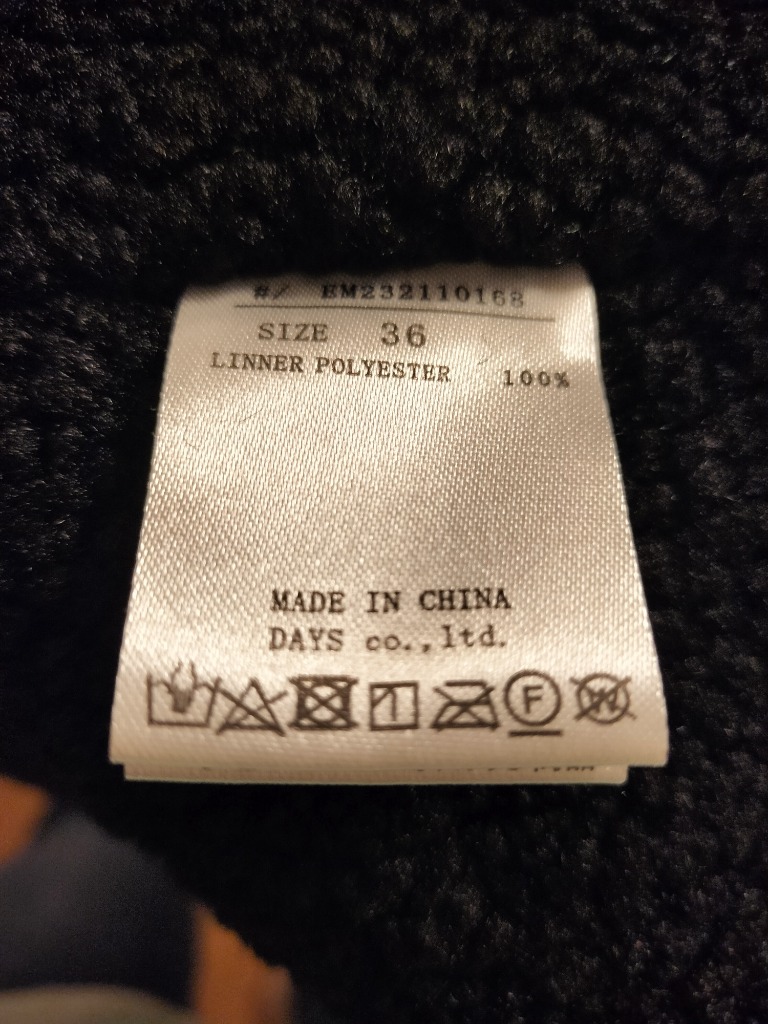 #/ EM232110168
SIZE 36
LINNER POLYESTER 100%
MADE IN CHINA
DAYS co.,ltd.
F
W